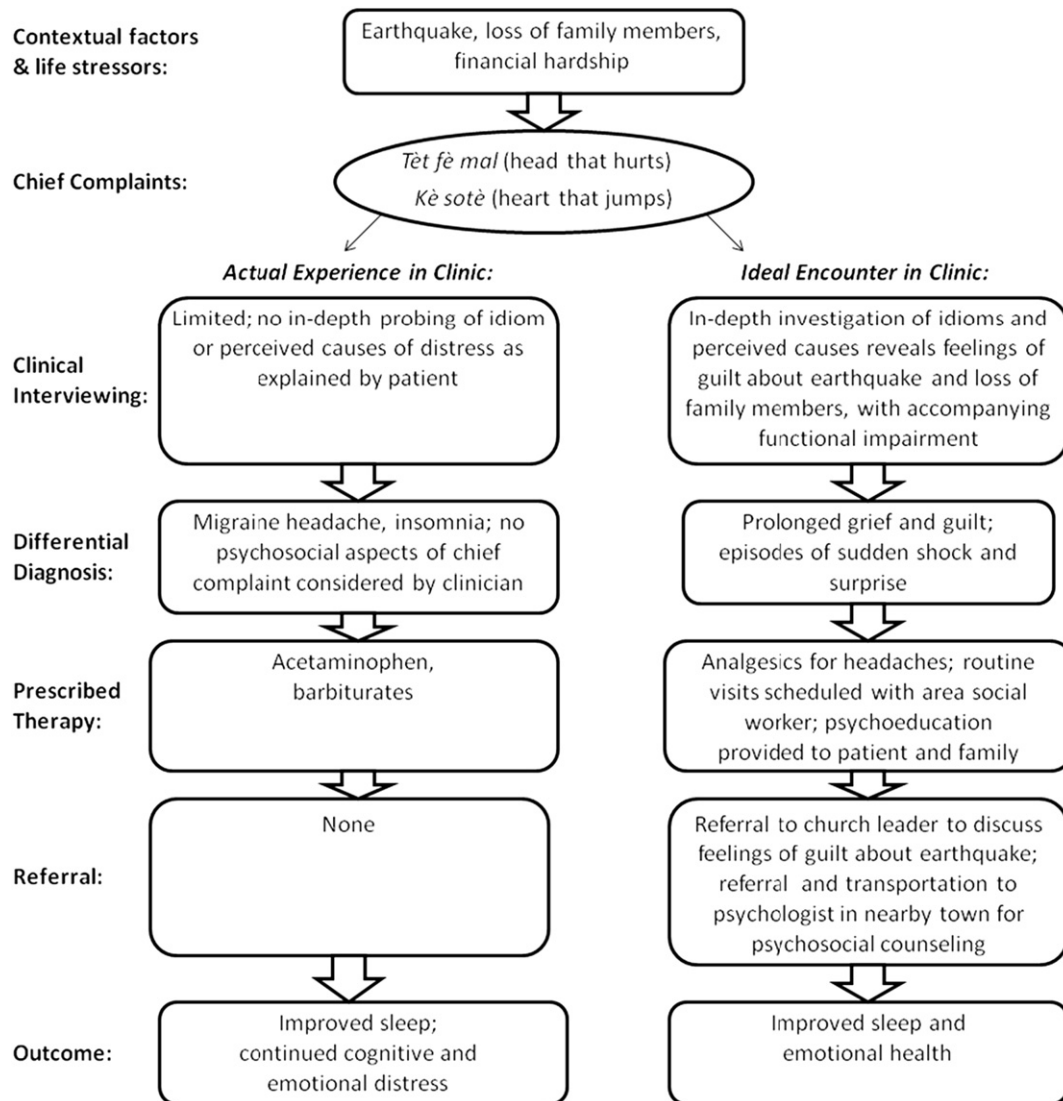 Contextual factors
& life stressors:
Earthquake, loss of family members,
financial hardship
Chief Complaints:
Tèt fè mal (head that hurts)
Kè sotè (heart that jumps)
Actual Experience in Clinic:
Ideal Encounter in Clinic:
Clinical
Interviewing:
Limited; no in-depth probing of idiom
or perceived causes of distress as
explained by patient
In-depth investigation of idioms and
perceived causes reveals feelings of
guilt about earthquake and loss of
family members, with accompanying
functional impairment
Differential
Diagnosis:
Migraine headache, insomnia; no
psychosocial aspects of chief
complaint considered by clinician
Prolonged grief and guilt;
episodes of sudden shock and
surprise
Prescribed
Therapy:
Acetaminophen,
barbiturates
Analgesics for headaches; routine
visits scheduled with area social
worker; psychoeducation
provided to patient and family
Referral:
None
Referral to church leader to discuss
feelings of guilt about earthquake;
referral and transportation to
psychologist in nearby town for
psychosocial counseling
Outcome:
Improved sleep;
continued cognitive and
emotional distress
Improved sleep and
emotional health